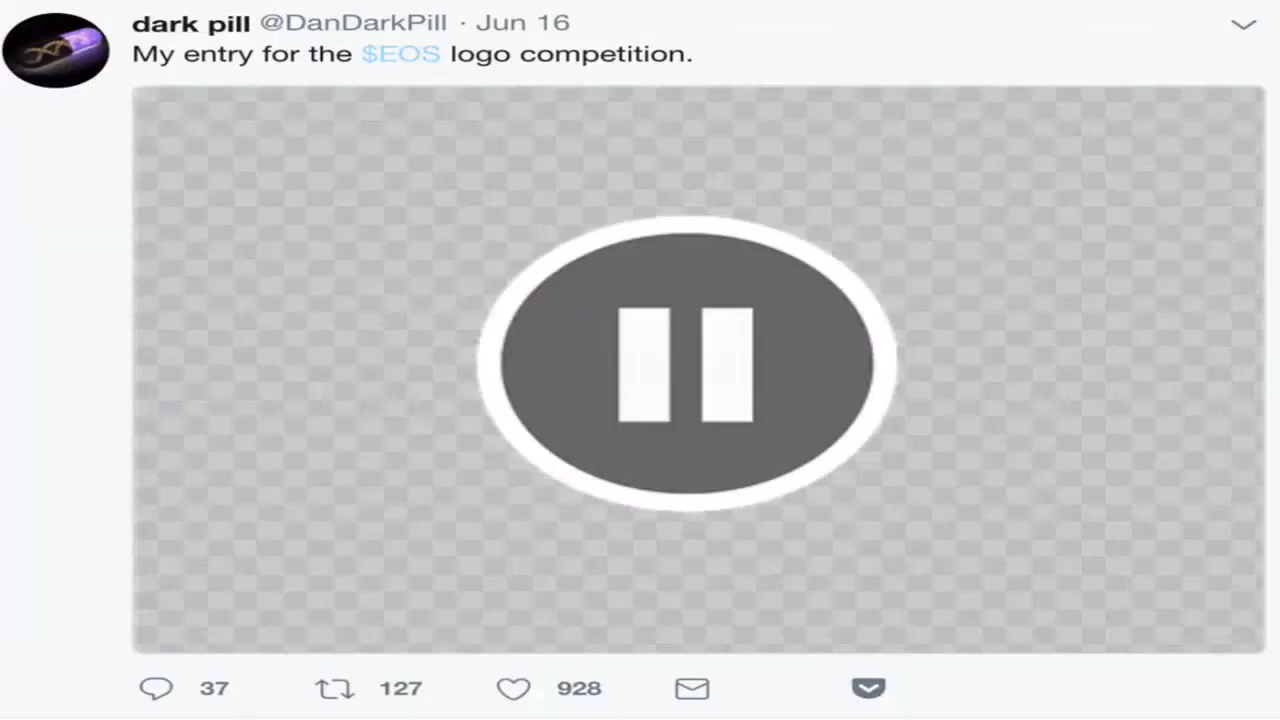 dark pill @DanDarkPill · Jun 16
My entry for the $EOS logo competition.
37 127 928